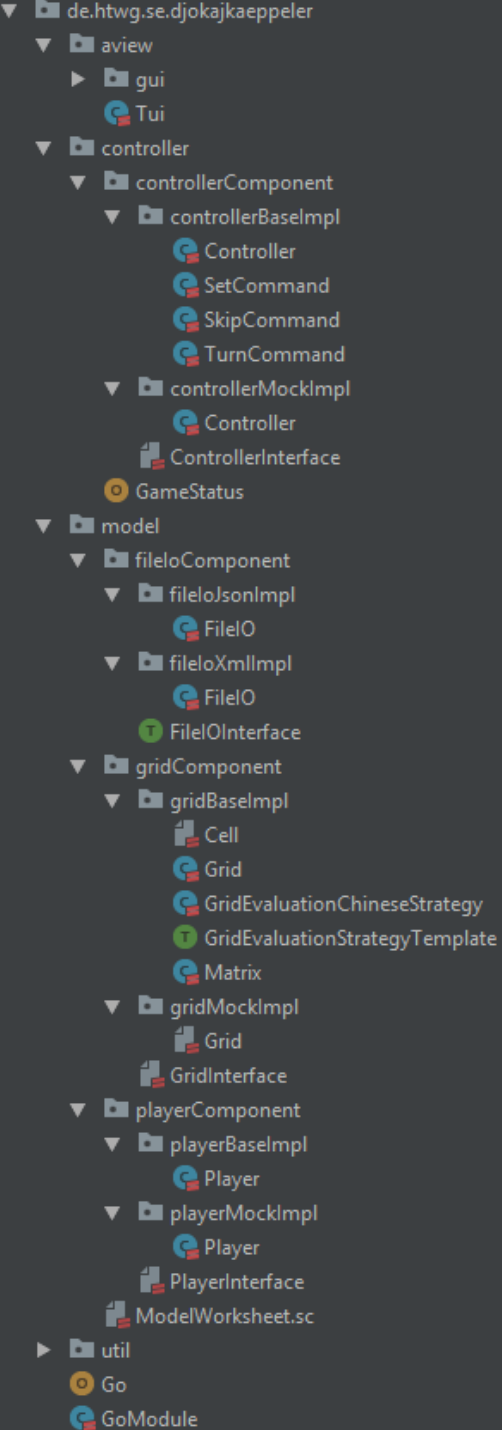 de.htwg.se.djokajkaeppeler
aview
gui
Tui
controller
controllerComponent
controllerBaseImpl
Controller
SetCommand
SkipCommand
TurnCommand
controllerMockImpl
Controller
ControllerInterface
GameStatus
model
fileIoComponent
fileIoJsonImpl
FileIO
fileIoXmlImpl
FileIO
FileIOInterface
gridComponent
gridBaseImpl
Cell
Grid
GridEvaluationChineseStrategy
GridEvaluationStrategyTemplate
Matrix
gridMockImpl
Grid
GridInterface
playerComponent
playerBaseImpl
Player
playerMockImpl
Player
PlayerInterface
ModelWorksheet.sc
util
Go
GoModule